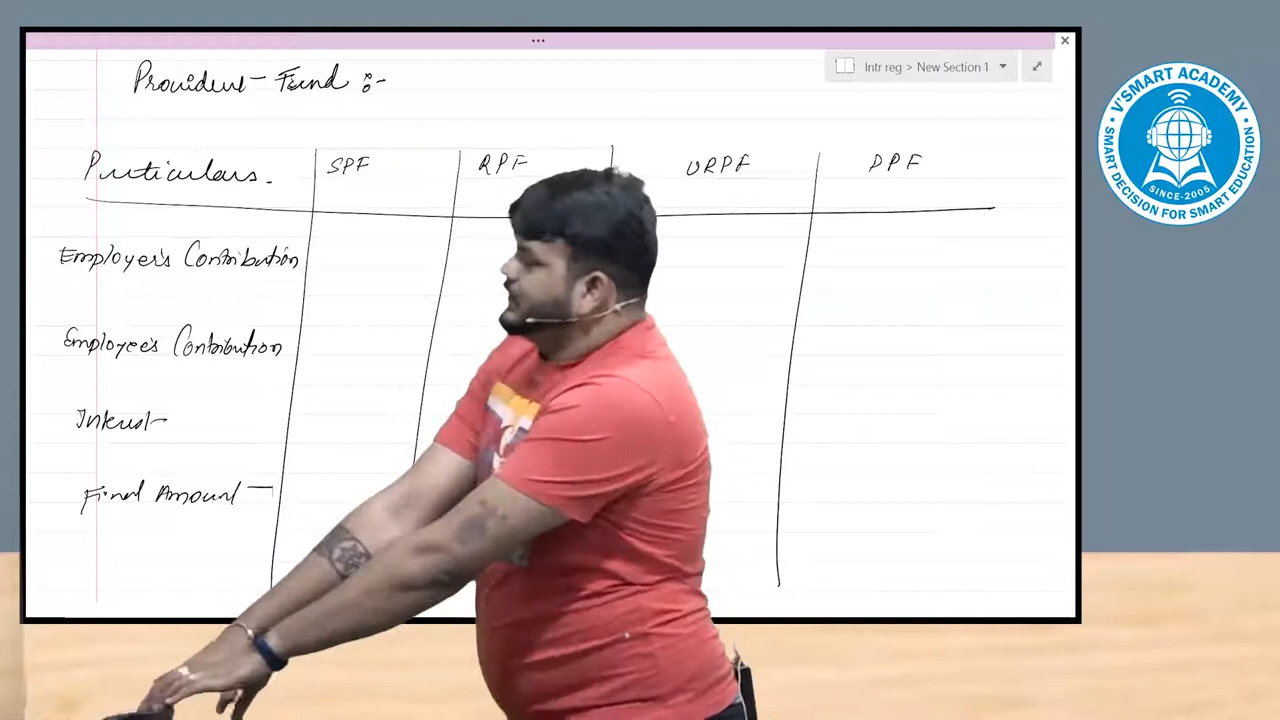 Provident Fund :-
Intr reg > New Section 1
Particulars. SPF RPF URPF PPF
Employer's Contribution
Employee's Contribution
Interest
Final Amount
V'SMART ACADEMY
SMART DECISION FOR SMART EDUCATION
SINCE-2005